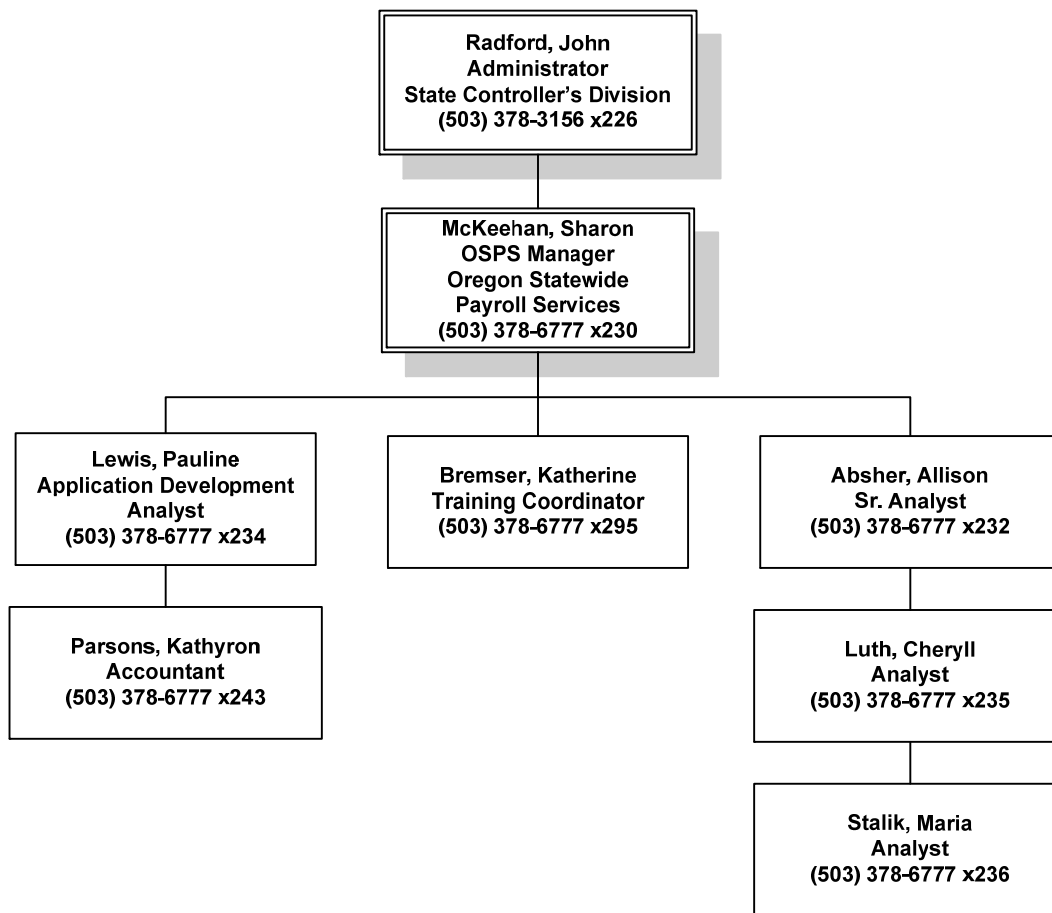 Radford, John
Administrator
State Controller's Division
(503) 378-3156 x226
McKeehan, Sharon
OSPS Manager
Oregon Statewide
Payroll Services
(503) 378-6777 x230
Lewis, Pauline
Application Development
Analyst
(503) 378-6777 x234
Bremser, Katherine
Training Coordinator
(503) 378-6777 x295
Absher, Allison
Sr. Analyst
(503) 378-6777 x232
Parsons, Kathyron
Accountant
(503) 378-6777 x243
Luth, Cheryll
Analyst
(503) 378-6777 x235
Stalik, Maria
Analyst
(503) 378-6777 x236